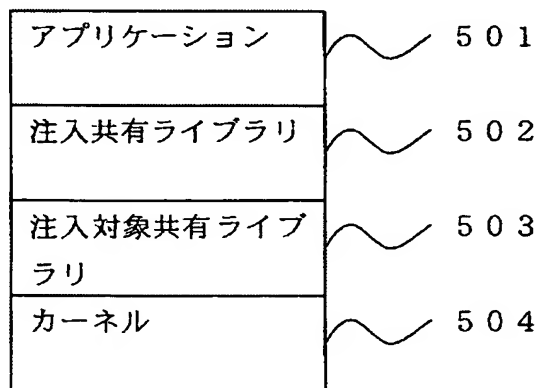 アプリケーション 501
注入共有ライブラリ 502
注入対象共有ライブ 503
ラリ
カーネル 504